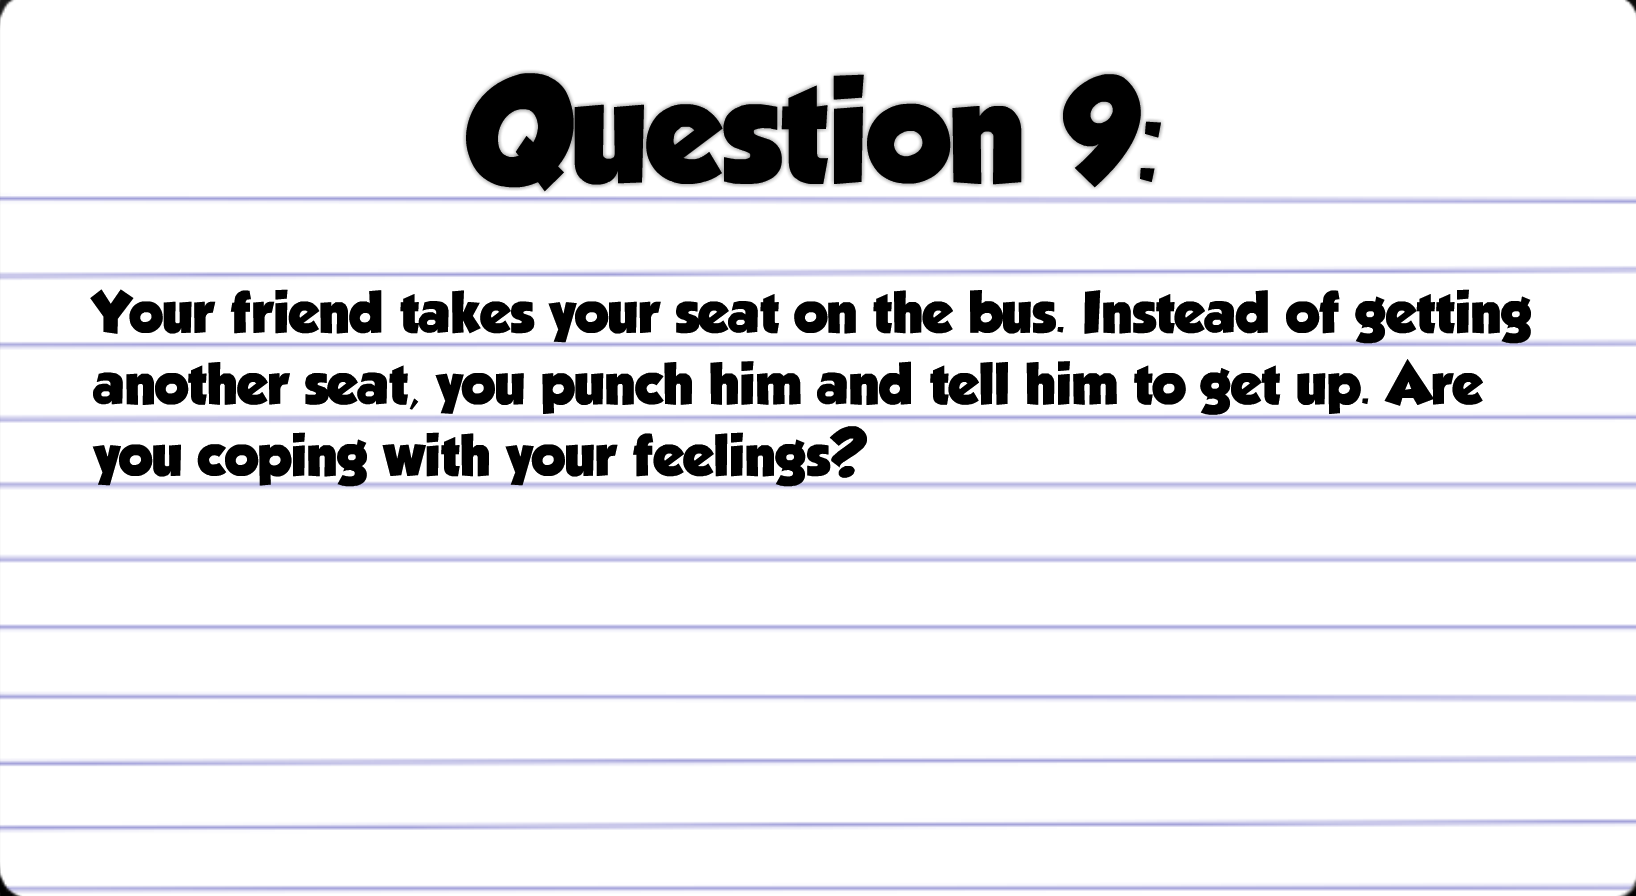 Question 9:
Your friend takes your seat on the bus. Instead of getting
another seat, you punch him and tell him to get up. Are
you coping with your feelings?